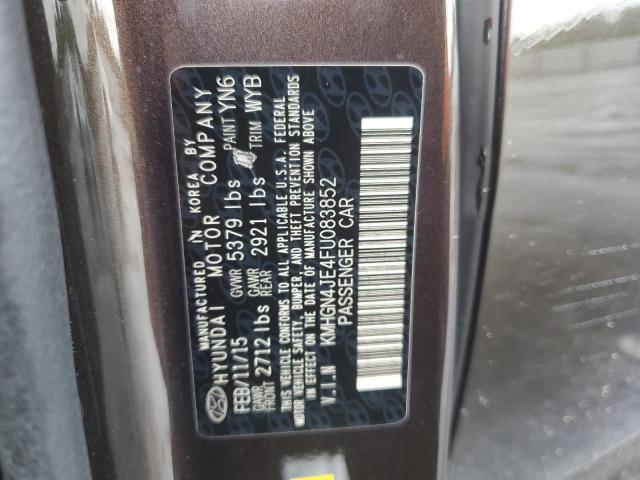 MANUFACTURED IN KOREA BY
HYUNDAI MOTOR COMPANY
FEB/11/15 GVWR 5379 lbs PAINT YN6
GAWR FRONT 2712 lbs GAWR REAR 2921 lbs TRIM WYB
THIS VEHICLE CONFORMS TO ALL APPLICABLE U.S.A. FEDERAL
MOTOR VEHICLE SAFETY, BUMPER, AND THEFT PREVENTION STANDARDS
IN EFFECT ON THE DATE OF MANUFACTURE SHOWN ABOVE
V.I.N KMHGN4JE4FU083852
PASSENGER CAR